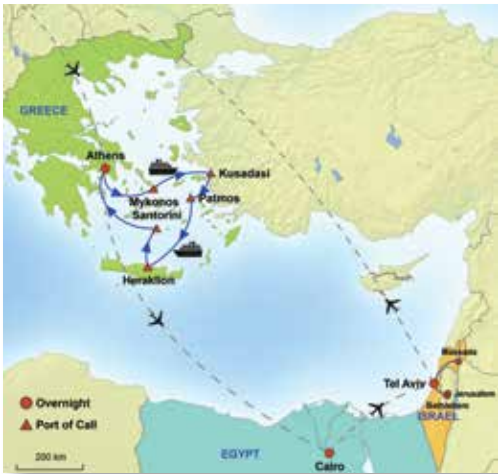 GREECE
Athens
Kusadasi
Mykonos
Patmos
Santorini
Heraklion
Tel Aviv
Jerusalem
Bethlehem
ISRAEL
Overnight
Port of Call
EGYPT
200 km
Cairo